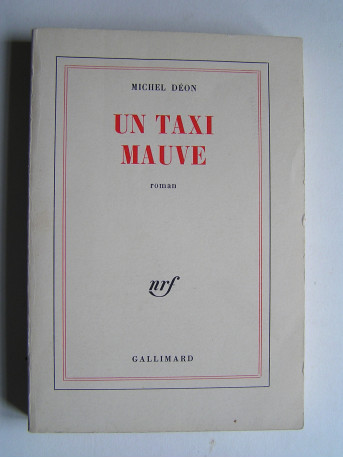 MICHEL DÉON
UN TAXI
MAUVE
roman
nrf
GALLIMARD